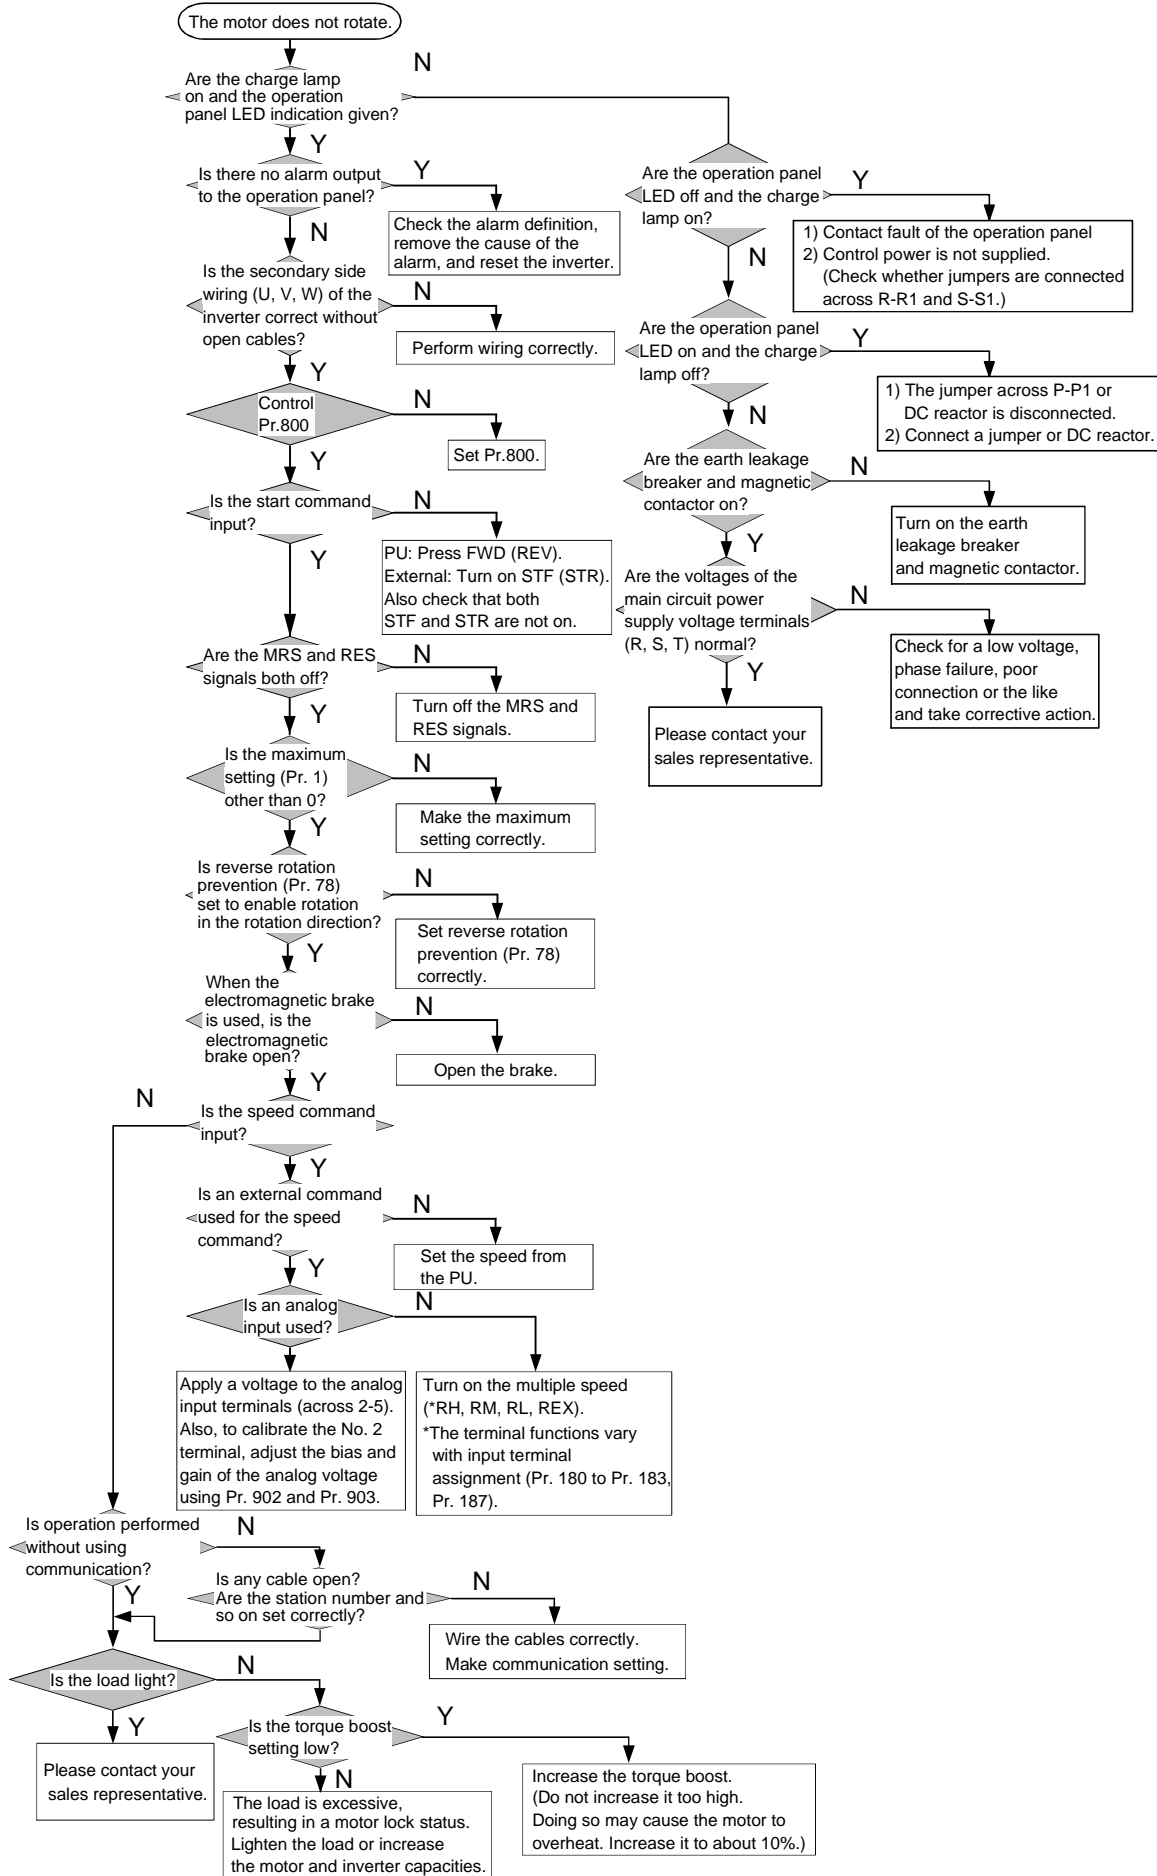 The motor does not rotate.
Are the charge lamp
on and the operation
panel LED indication given?
N
Y
Is there no alarm output
to the operation panel?
Y
N
Check the alarm definition,
remove the cause of the
alarm, and reset the inverter.
Is the secondary side
wiring (U, V, W) of the
inverter correct without
open cables?
N
Y
Perform wiring correctly.
Control
Pr.800
N
Y
Set Pr.800.
Is the start command
input?
N
Y
PU: Press FWD (REV).
External: Turn on STF (STR).
Also check that both
STF and STR are not on.
Are the MRS and RES
signals both off?
N
Y
Turn off the MRS and
RES signals.
Is the maximum
setting (Pr. 1)
other than 0?
N
Y
Make the maximum
setting correctly.
Is reverse rotation
prevention (Pr. 78)
set to enable rotation
in the rotation direction?
N
Y
Set reverse rotation
prevention (Pr. 78)
correctly.
When the
electromagnetic brake
is used, is the
electromagnetic
brake open?
N
Y
Open the brake.
Is the speed command
input?
N
Y
Is an external command
used for the speed
command?
N
Y
Set the speed from
the PU.
Is an analog
input used?
N
Apply a voltage to the analog
input terminals (across 2-5).
Also, to calibrate the No. 2
terminal, adjust the bias and
gain of the analog voltage
using Pr. 902 and Pr. 903.
Turn on the multiple speed
(*RH, RM, RL, REX).
*The terminal functions vary
with input terminal
assignment (Pr. 180 to Pr. 183,
Pr. 187).
Is operation performed
without using
communication?
N
Y
Is any cable open?
Are the station number and
so on set correctly?
N
Wire the cables correctly.
Make communication setting.
Is the load light?
N
Y
Please contact your
sales representative.
Is the torque boost
setting low?
Y
N
Increase the torque boost.
(Do not increase it too high.
Doing so may cause the motor to
overheat. Increase it to about 10%.)
The load is excessive,
resulting in a motor lock status.
Lighten the load or increase
the motor and inverter capacities.
Are the operation panel
LED off and the charge
lamp on?
Y
N
1) Contact fault of the operation panel
2) Control power is not supplied.
(Check whether jumpers are connected
across R-R1 and S-S1.)
Are the operation panel
LED on and the charge
lamp off?
Y
N
1) The jumper across P-P1 or
DC reactor is disconnected.
2) Connect a jumper or DC reactor.
Are the earth leakage
breaker and magnetic
contactor on?
N
Y
Turn on the earth
leakage breaker
and magnetic contactor.
Are the voltages of the
main circuit power
supply voltage terminals
(R, S, T) normal?
N
Y
Check for a low voltage,
phase failure, poor
connection or the like
and take corrective action.
Please contact your
sales representative.